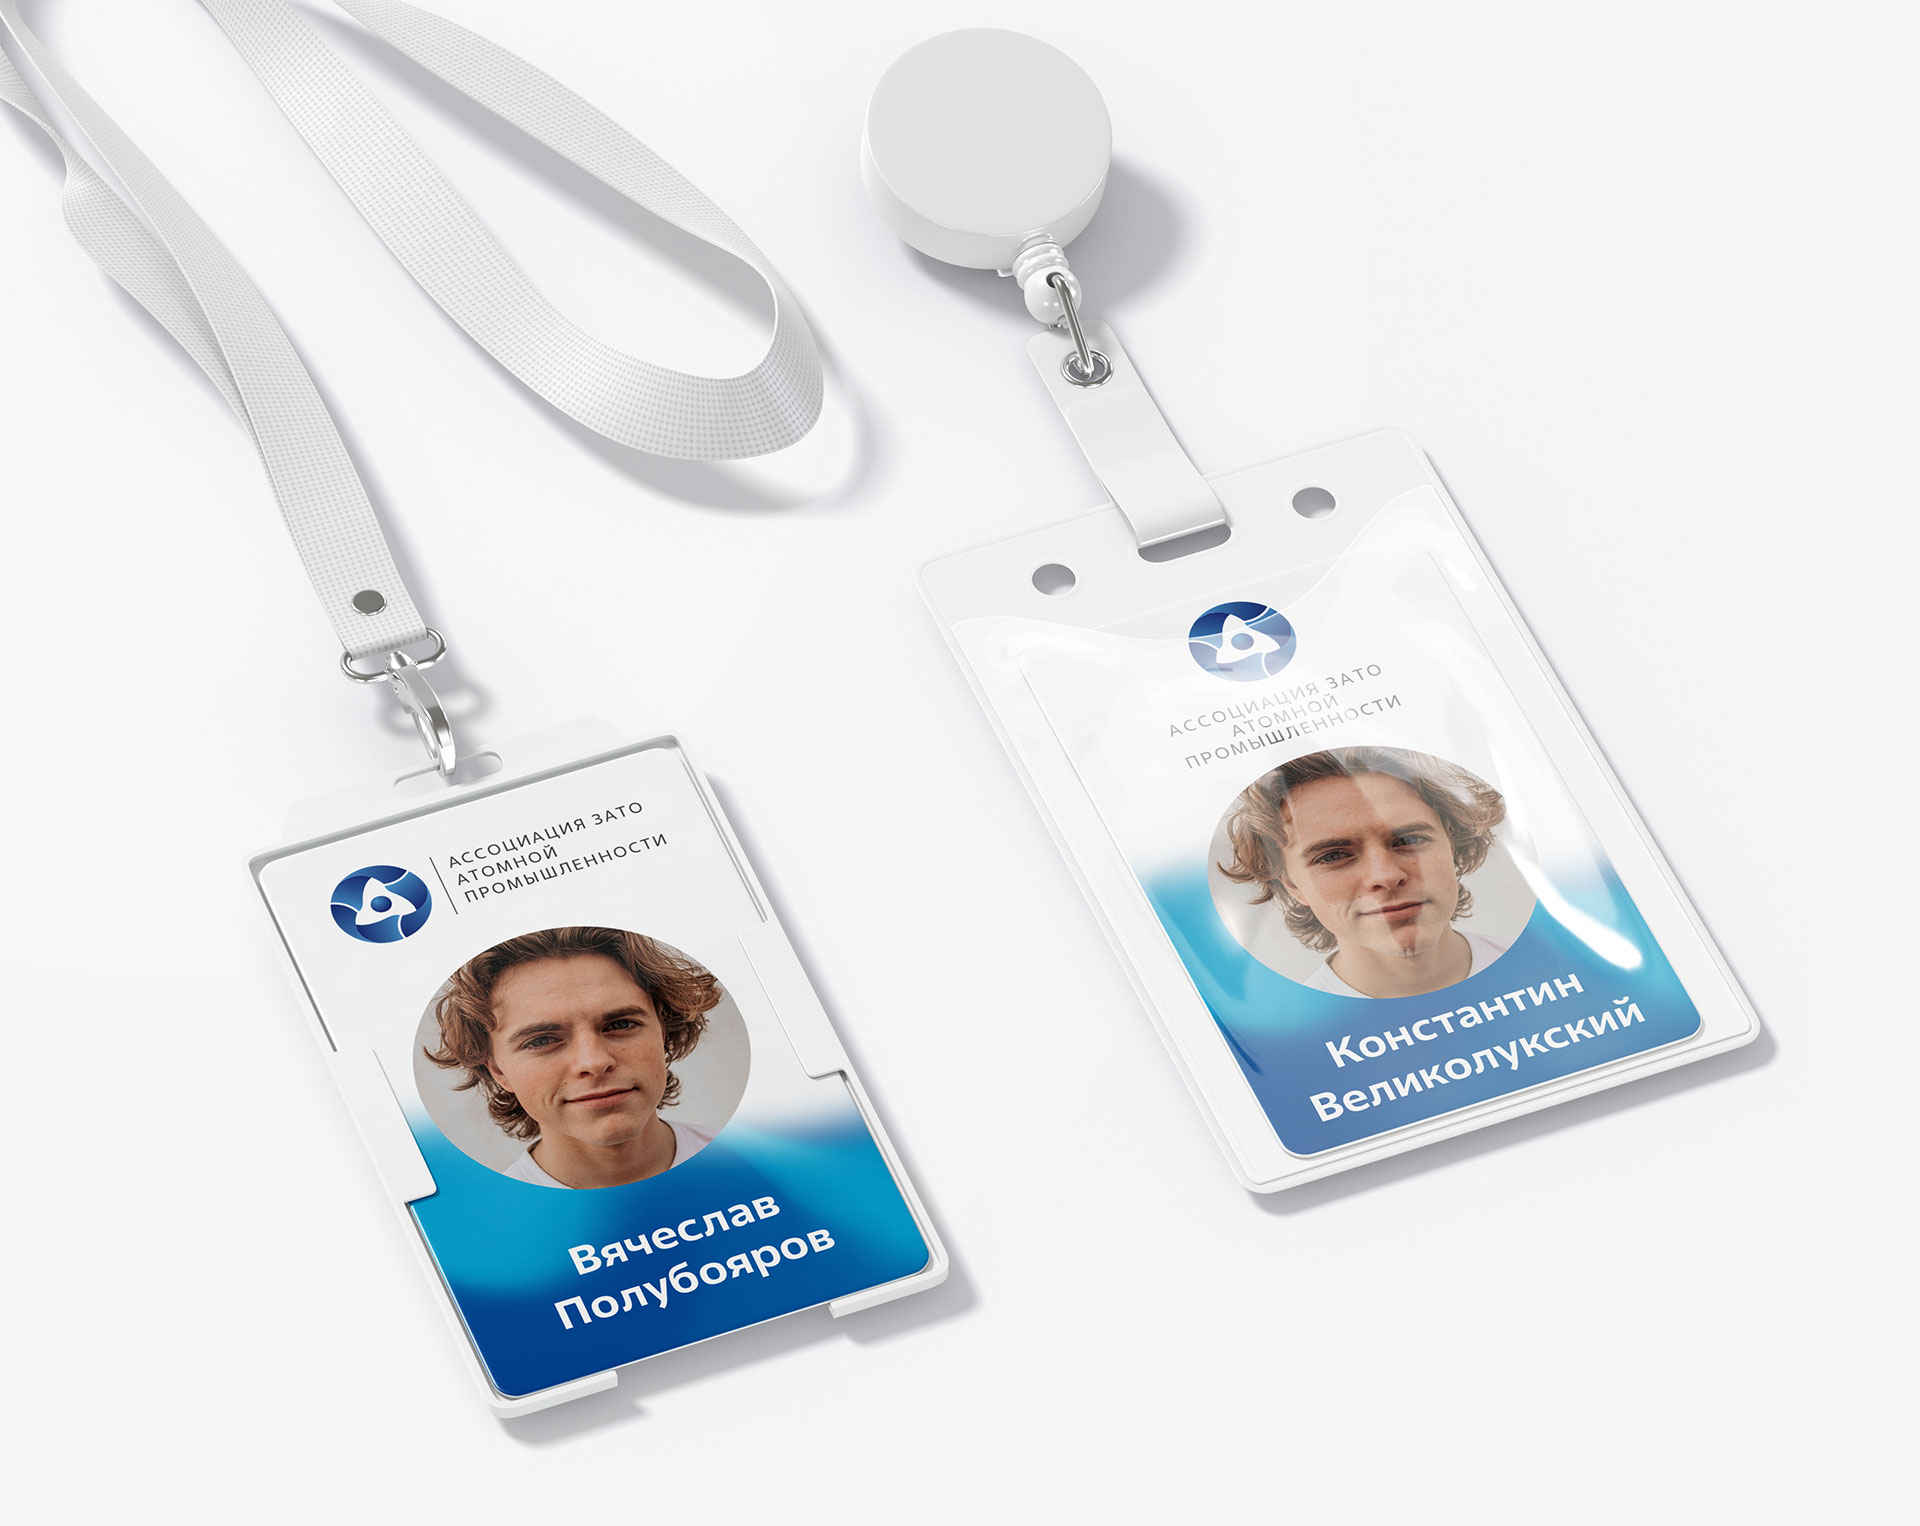 АССОЦИАЦИЯ ЗАТО
АТОМНОЙ
ПРОМЫШЛЕННОСТИ
Вячеслав
Полубояров
АССОЦИАЦИЯ ЗАТО
АТОМНОЙ
ПРОМЫШЛЕННОСТИ
Константин
Великолукский